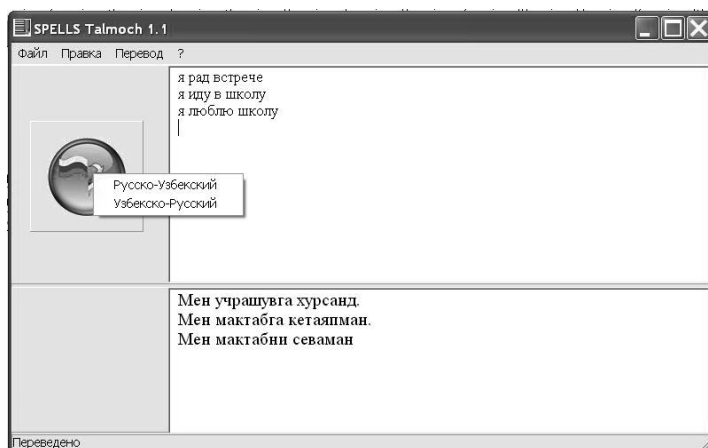 SPELLS Talmoch 1.1
Файл Правка Перевод ?
я рад встрече
я иду в школу
я люблю школу
Русско-Узбекский
Узбекско-Русский
Мен учрашувга хурсанд.
Мен мактабга кетаяпман.
Мен мактабни севаман
Переведено